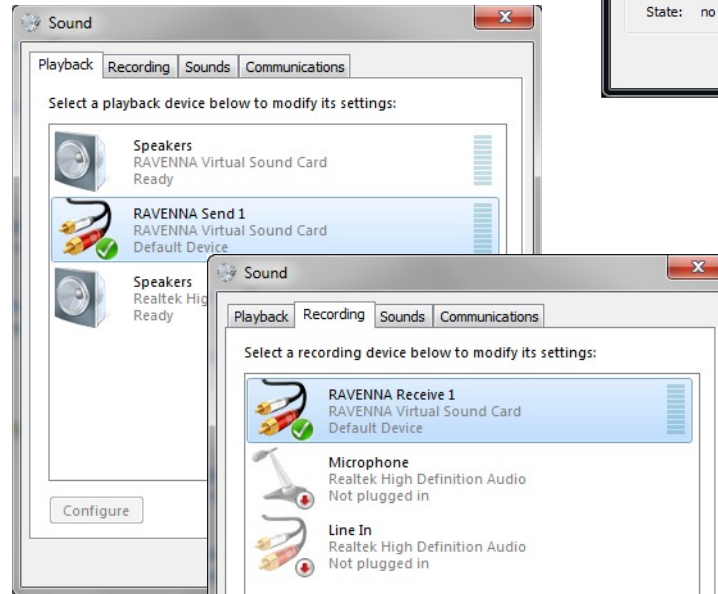 State: no
Sound
Playback Recording Sounds Communications
Select a playback device below to modify its settings:
Speakers
RAVENNA Virtual Sound Card
Ready
RAVENNA Send 1
RAVENNA Virtual Sound Card
Default Device
Speakers
Realtek Hig
Ready
Configure
Sound
Playback Recording Sounds Communications
Select a recording device below to modify its settings:
RAVENNA Receive 1
RAVENNA Virtual Sound Card
Default Device
Microphone
Realtek High Definition Audio
Not plugged in
Line In
Realtek High Definition Audio
Not plugged in